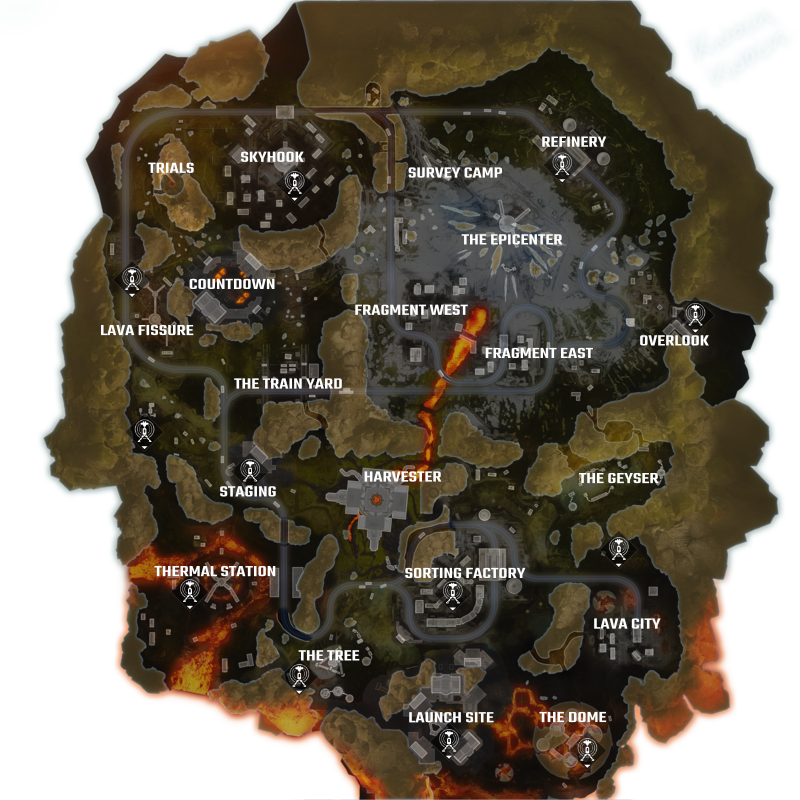 REFINERY
SKYHOOK
TRIALS
SURVEY CAMP
THE EPICENTER
COUNTDOWN
FRAGMENT WEST
LAVA FISSURE
OVERLOOK
FRAGMENT EAST
THE TRAIN YARD
HARVESTER
THE GEYSER
STAGING
THERMAL STATION
SORTING FACTORY
LAVA CITY
THE TREE
LAUNCH SITE
THE DOME